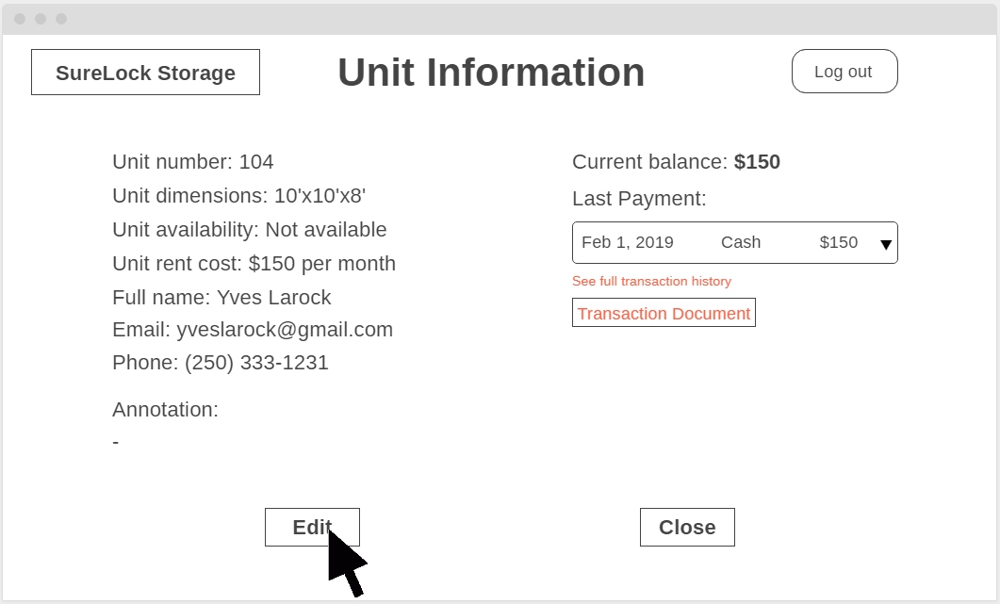 SureLock Storage
Unit Information
Log out
Unit number: 104
Unit dimensions: 10'x10'x8'
Unit availability: Not available
Unit rent cost: $150 per month
Full name: Yves Larock
Email: yveslarock@gmail.com
Phone: (250) 333-1231
Annotation:
-
Current balance: $150
Last Payment:
Feb 1, 2019 Cash $150
See full transaction history
Transaction Document
Edit
Close